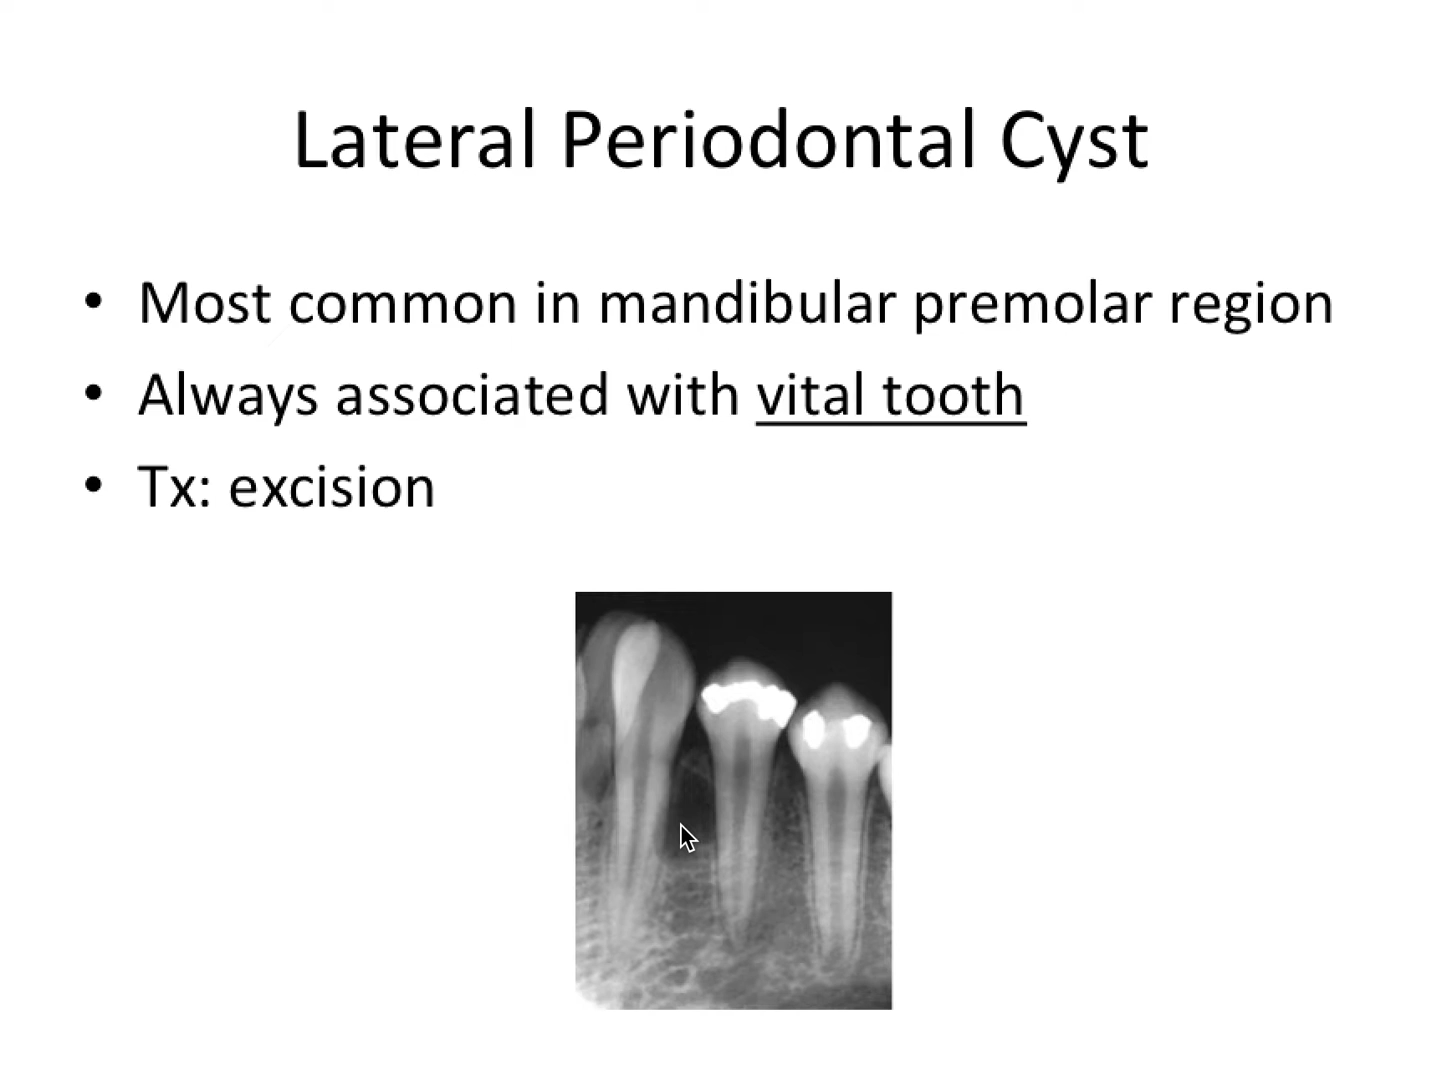 Lateral Periodontal Cyst
• Most common in mandibular premolar region
• Always associated with vital tooth
• Tx: excision